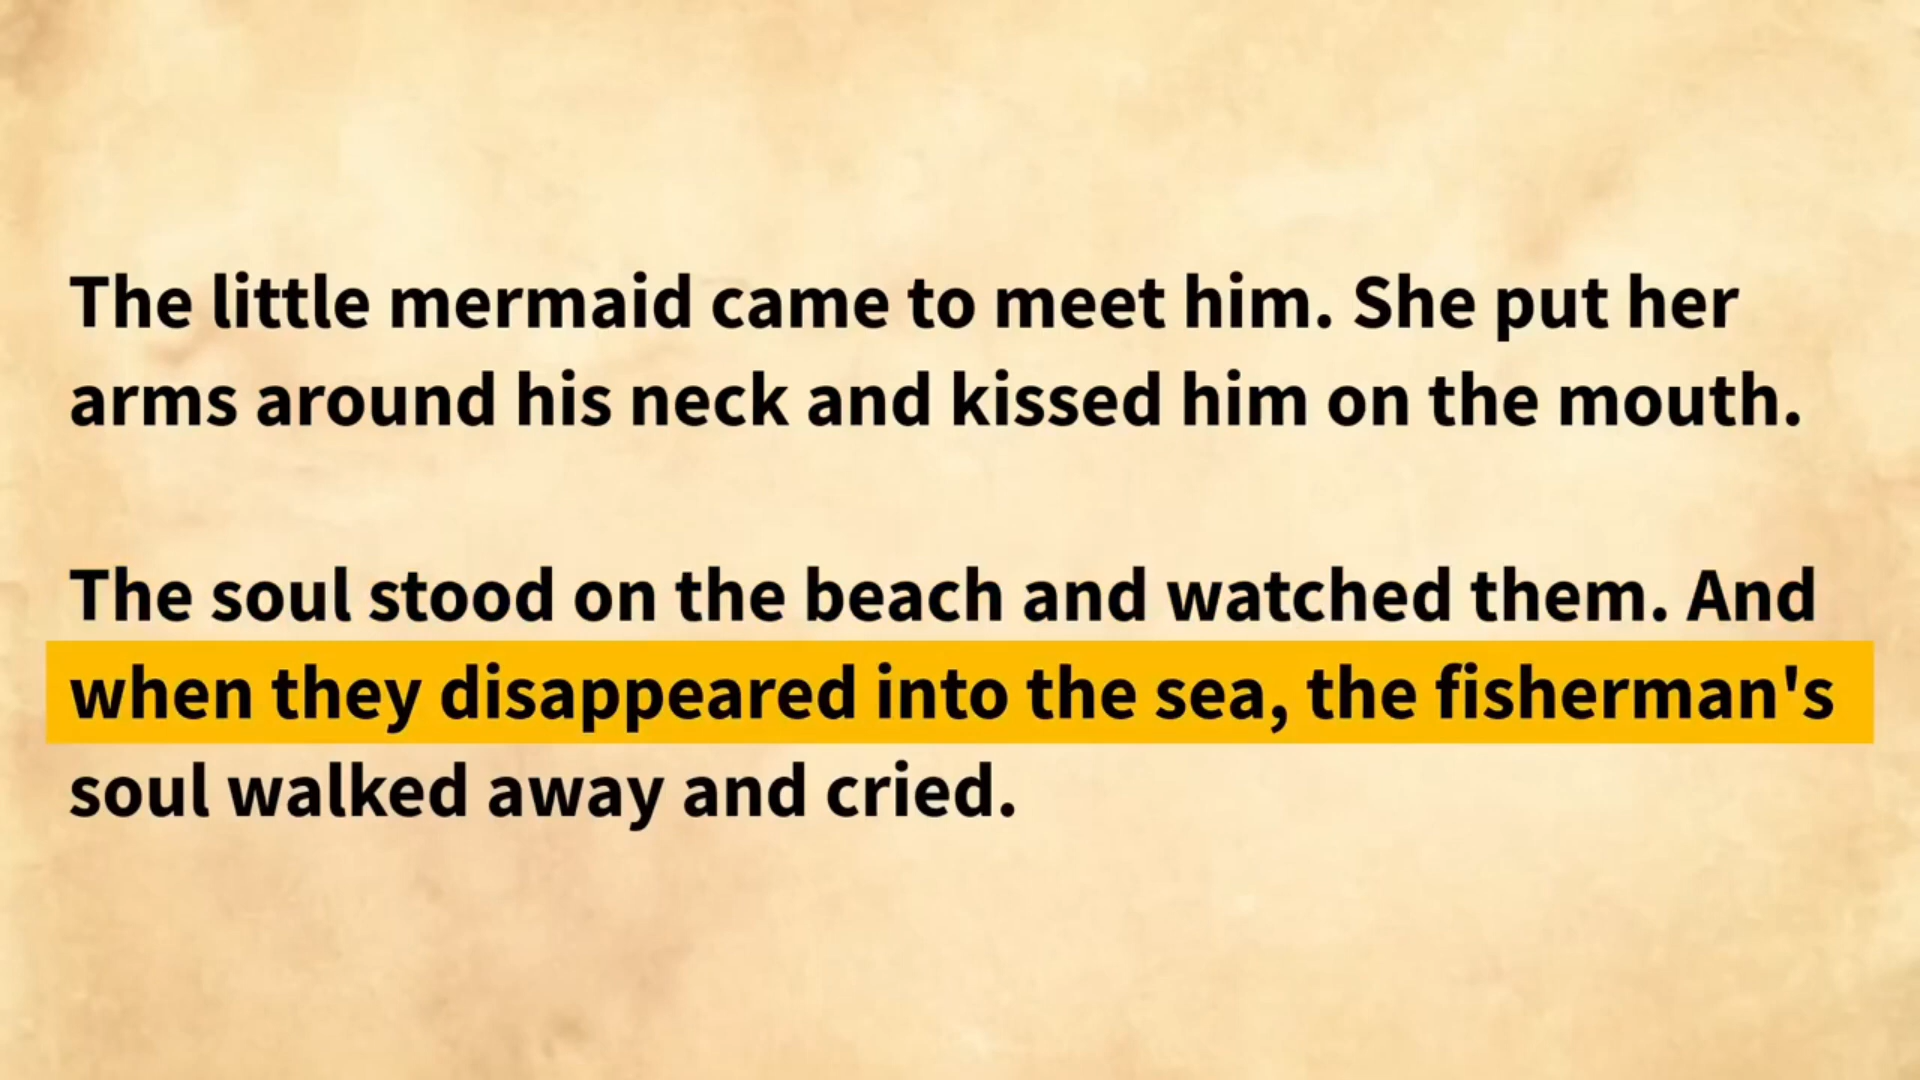 The little mermaid came to meet him. She put her
arms around his neck and kissed him on the mouth.
The soul stood on the beach and watched them. And
when they disappeared into the sea, the fisherman's
soul walked away and cried.